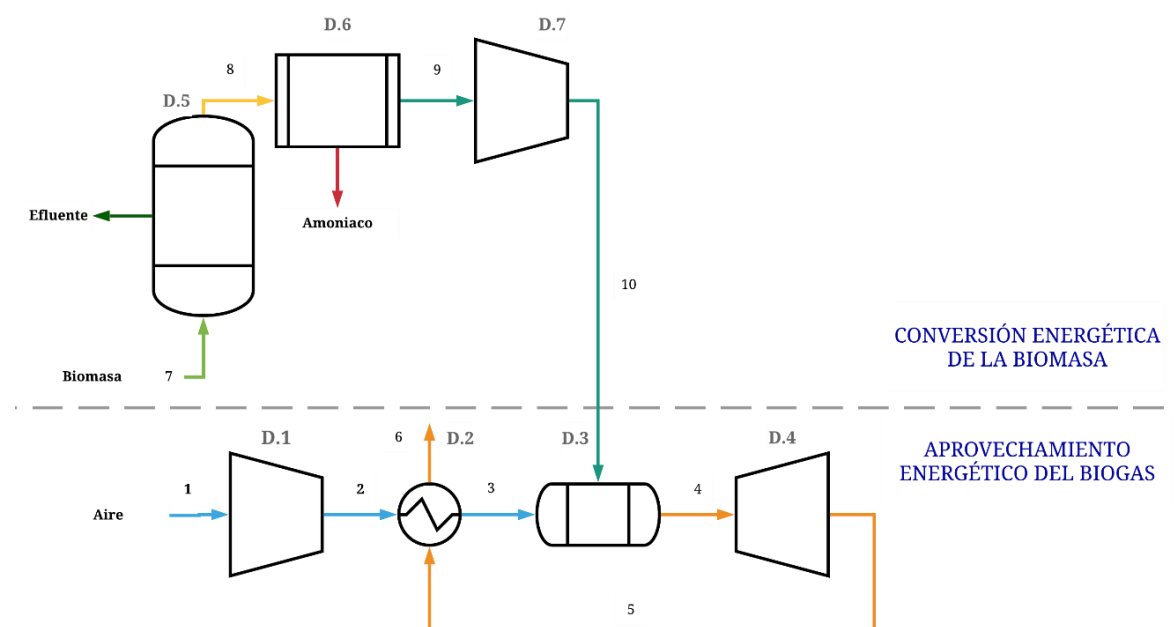 D.6
D.7
8
9
D.5
Efluente
Amoniaco
10
CONVERSIÓN ENERGÉTICA
DE LA BIOMASA
Biomasa
7
D.1
6
D.2
D.3
D.4
APROVECHAMIENTO
ENERGÉTICO DEL BIOGAS
1
2
3
4
Aire
5